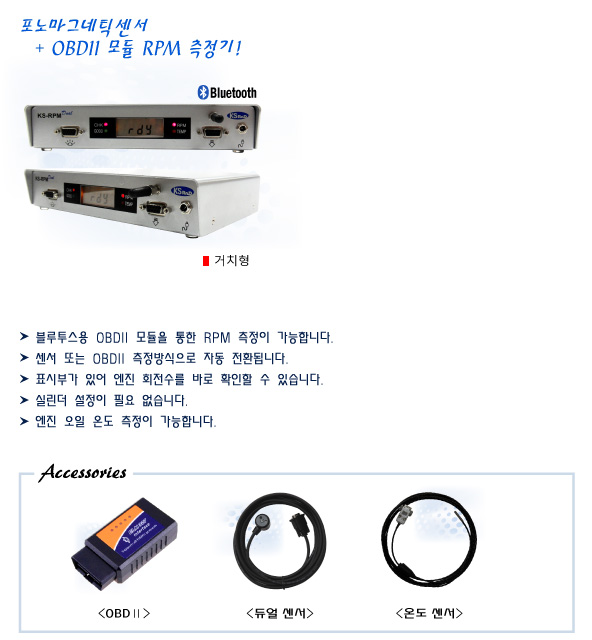 포노마그네틱센서
+ OBDII 모듈 RPM 측정기!
Bluetooth
KS-RPM Dual
rdy
RPM
TEMP
KS
rdy
KS
거치형
➤ 블루투스용 OBDII 모듈을 통한 RPM 측정이 가능합니다.
➤ 센서 또는 OBDII 측정방식으로 자동 전환됩니다.
➤ 표시부가 있어 엔진 회전수를 바로 확인할 수 있습니다.
➤ 실린더 설정이 필요 없습니다.
➤ 엔진 오일 온도 측정이 가능합니다.
Accessories
<OBDⅡ>
<듀얼 센서>
<온도 센서>